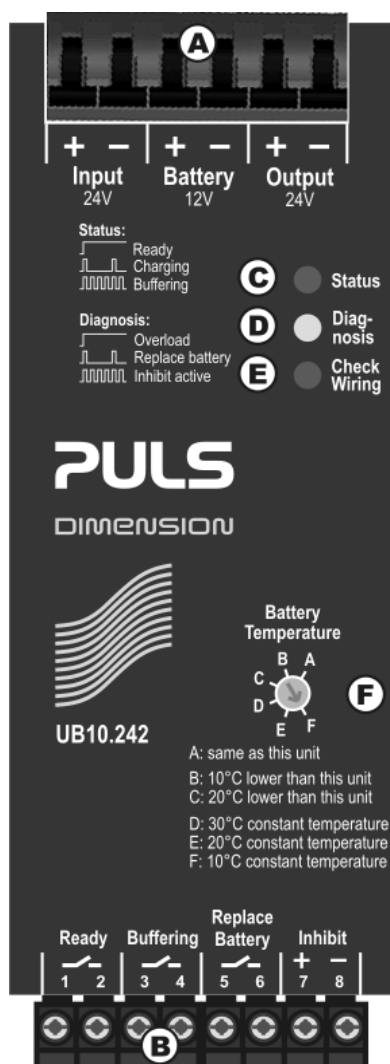 A
+ − + − + −
Input Battery Output
24V 12V 24V
Status:
Ready
Charging
Buffering
C Status
Diagnosis:
Overload
Replace battery
Inhibit active
D Diag-
nosis
E Check
Wiring
PULS
DIMENSION
UB10.242
Battery
Temperature
B A
C
D
E F
F
A: same as this unit
B: 10°C lower than this unit
C: 20°C lower than this unit
D: 30°C constant temperature
E: 20°C constant temperature
F: 10°C constant temperature
Ready Buffering Replace
Battery Inhibit
+ −
1 2 3 4 5 6 7 8
B